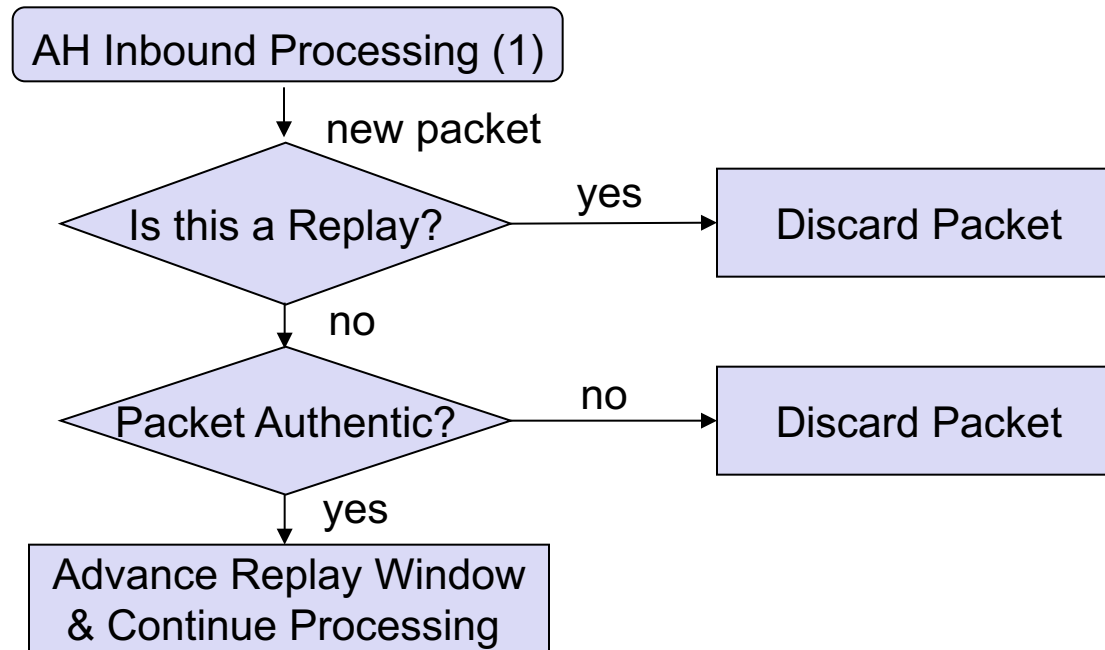 AH Inbound Processing (1)
new packet
Is this a Replay?
yes
Discard Packet
no
Packet Authentic?
no
Discard Packet
yes
Advance Replay Window
& Continue Processing